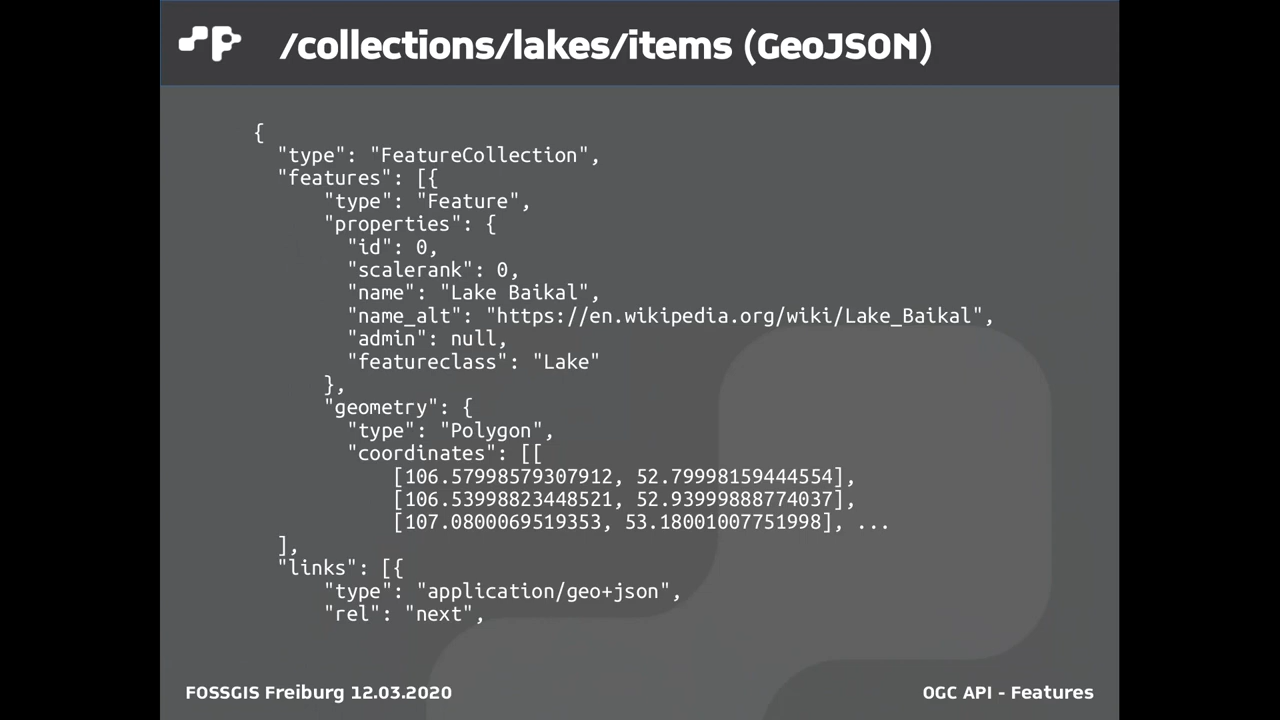 /collections/lakes/items (GeoJSON)
{
"type": "FeatureCollection",
"features": [{
"type": "Feature",
"properties": {
"id": 0,
"scalerank": 0,
"name": "Lake Baikal",
"name_alt": "https://en.wikipedia.org/wiki/Lake_Baikal",
"admin": null,
"featureclass": "Lake"
},
"geometry": {
"type": "Polygon",
"coordinates": [[
[106.57998579307912, 52.79998159444554],
[106.53998823448521, 52.93999888774037],
[107.0800069519353, 53.18001007751998], ...
],
"links": [{
"type": "application/geo+json",
"rel": "next",
FOSSGIS Freiburg 12.03.2020
OGC API - Features